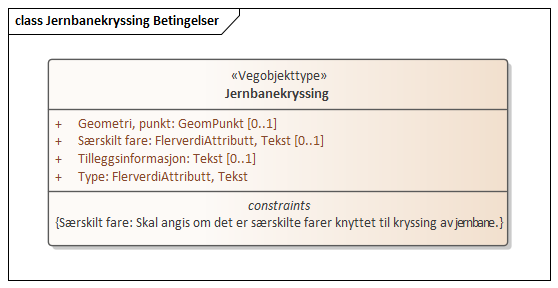 class Jernbanekryssing Betingelser
«Vegobjekttype»
Jernbanekryssing
+ Geometri, punkt: GeomPunkt [0..1]
+ Særskilt fare: FlerverdiAttributt, Tekst [0..1]
+ Tilleggsinformasjon: Tekst [0..1]
+ Type: FlerverdiAttributt, Tekst
constraints
{Særskilt fare: Skal angis om det er særskilte farer knyttet til kryssing av jernbane.}